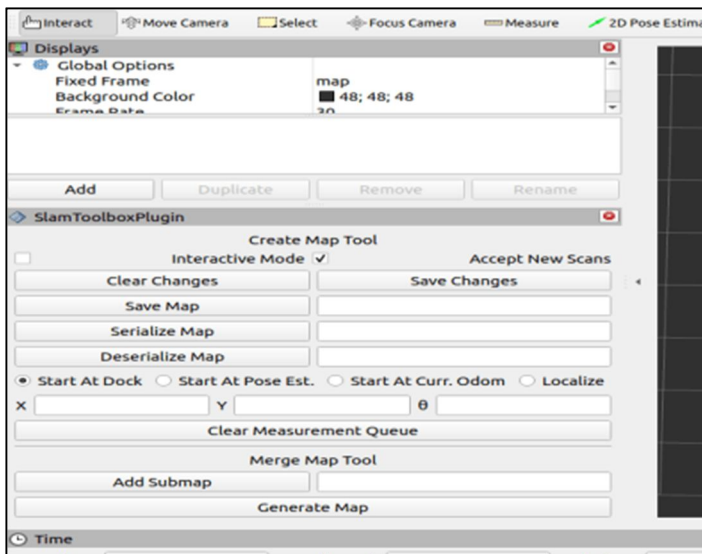 Interact Move Camera Select Focus Camera Measure 2D Pose Estima
Displays
Global Options
Fixed Frame map
Background Color 48; 48; 48
Frame Rate 30
Add Duplicate Remove Rename
SlamToolboxPlugin
Create Map Tool
Interactive Mode Accept New Scans
Clear Changes Save Changes
Save Map
Serialize Map
Deserialize Map
Start At Dock Start At Pose Est. Start At Curr. Odom Localize
X Y θ
Clear Measurement Queue
Merge Map Tool
Add Submap
Generate Map
Time